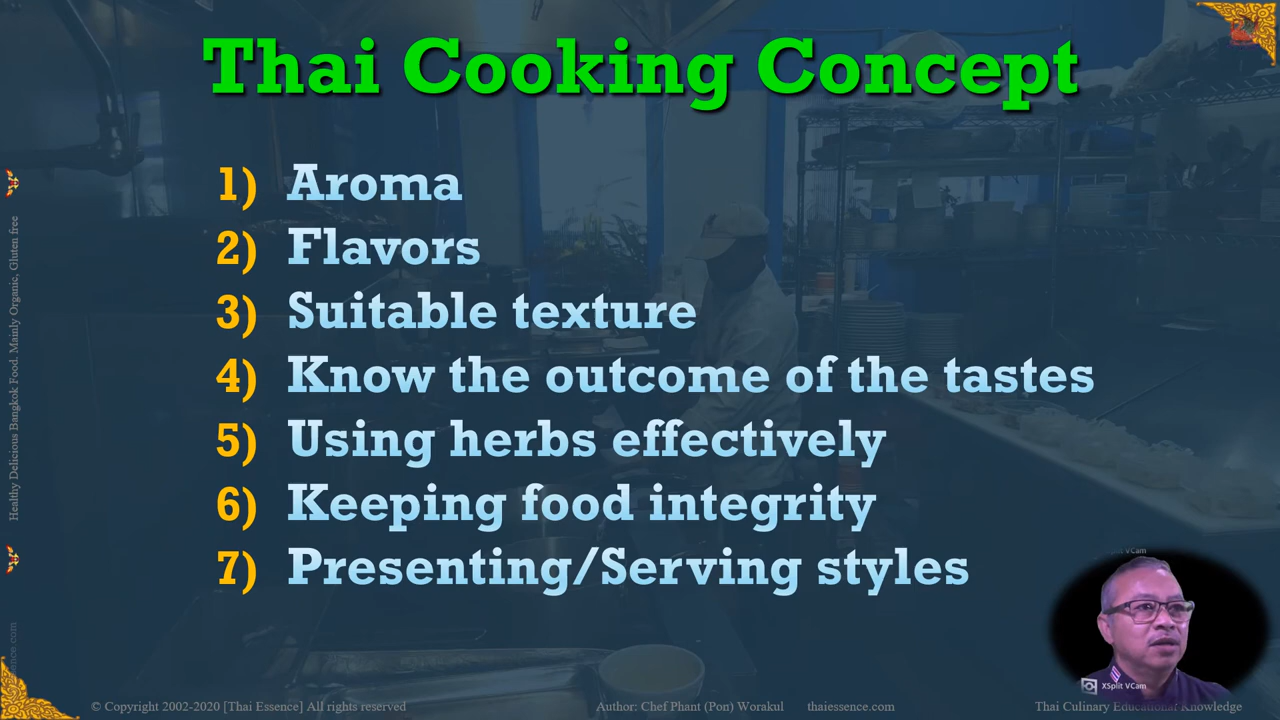 Thai Cooking Concept
1) Aroma
2) Flavors
3) Suitable texture
4) Know the outcome of the tastes
5) Using herbs effectively
6) Keeping food integrity
7) Presenting/Serving styles
Healthy Delicious Bangkok Food. Mainly Organic, Gluten free
XSplit VCam
© Copyright 2002-2020 [Thai Essence] All rights reserved
Author: Chef Phant (Pon) Worakul
thaiessence.com
Thai Culinary Educational Knowledge